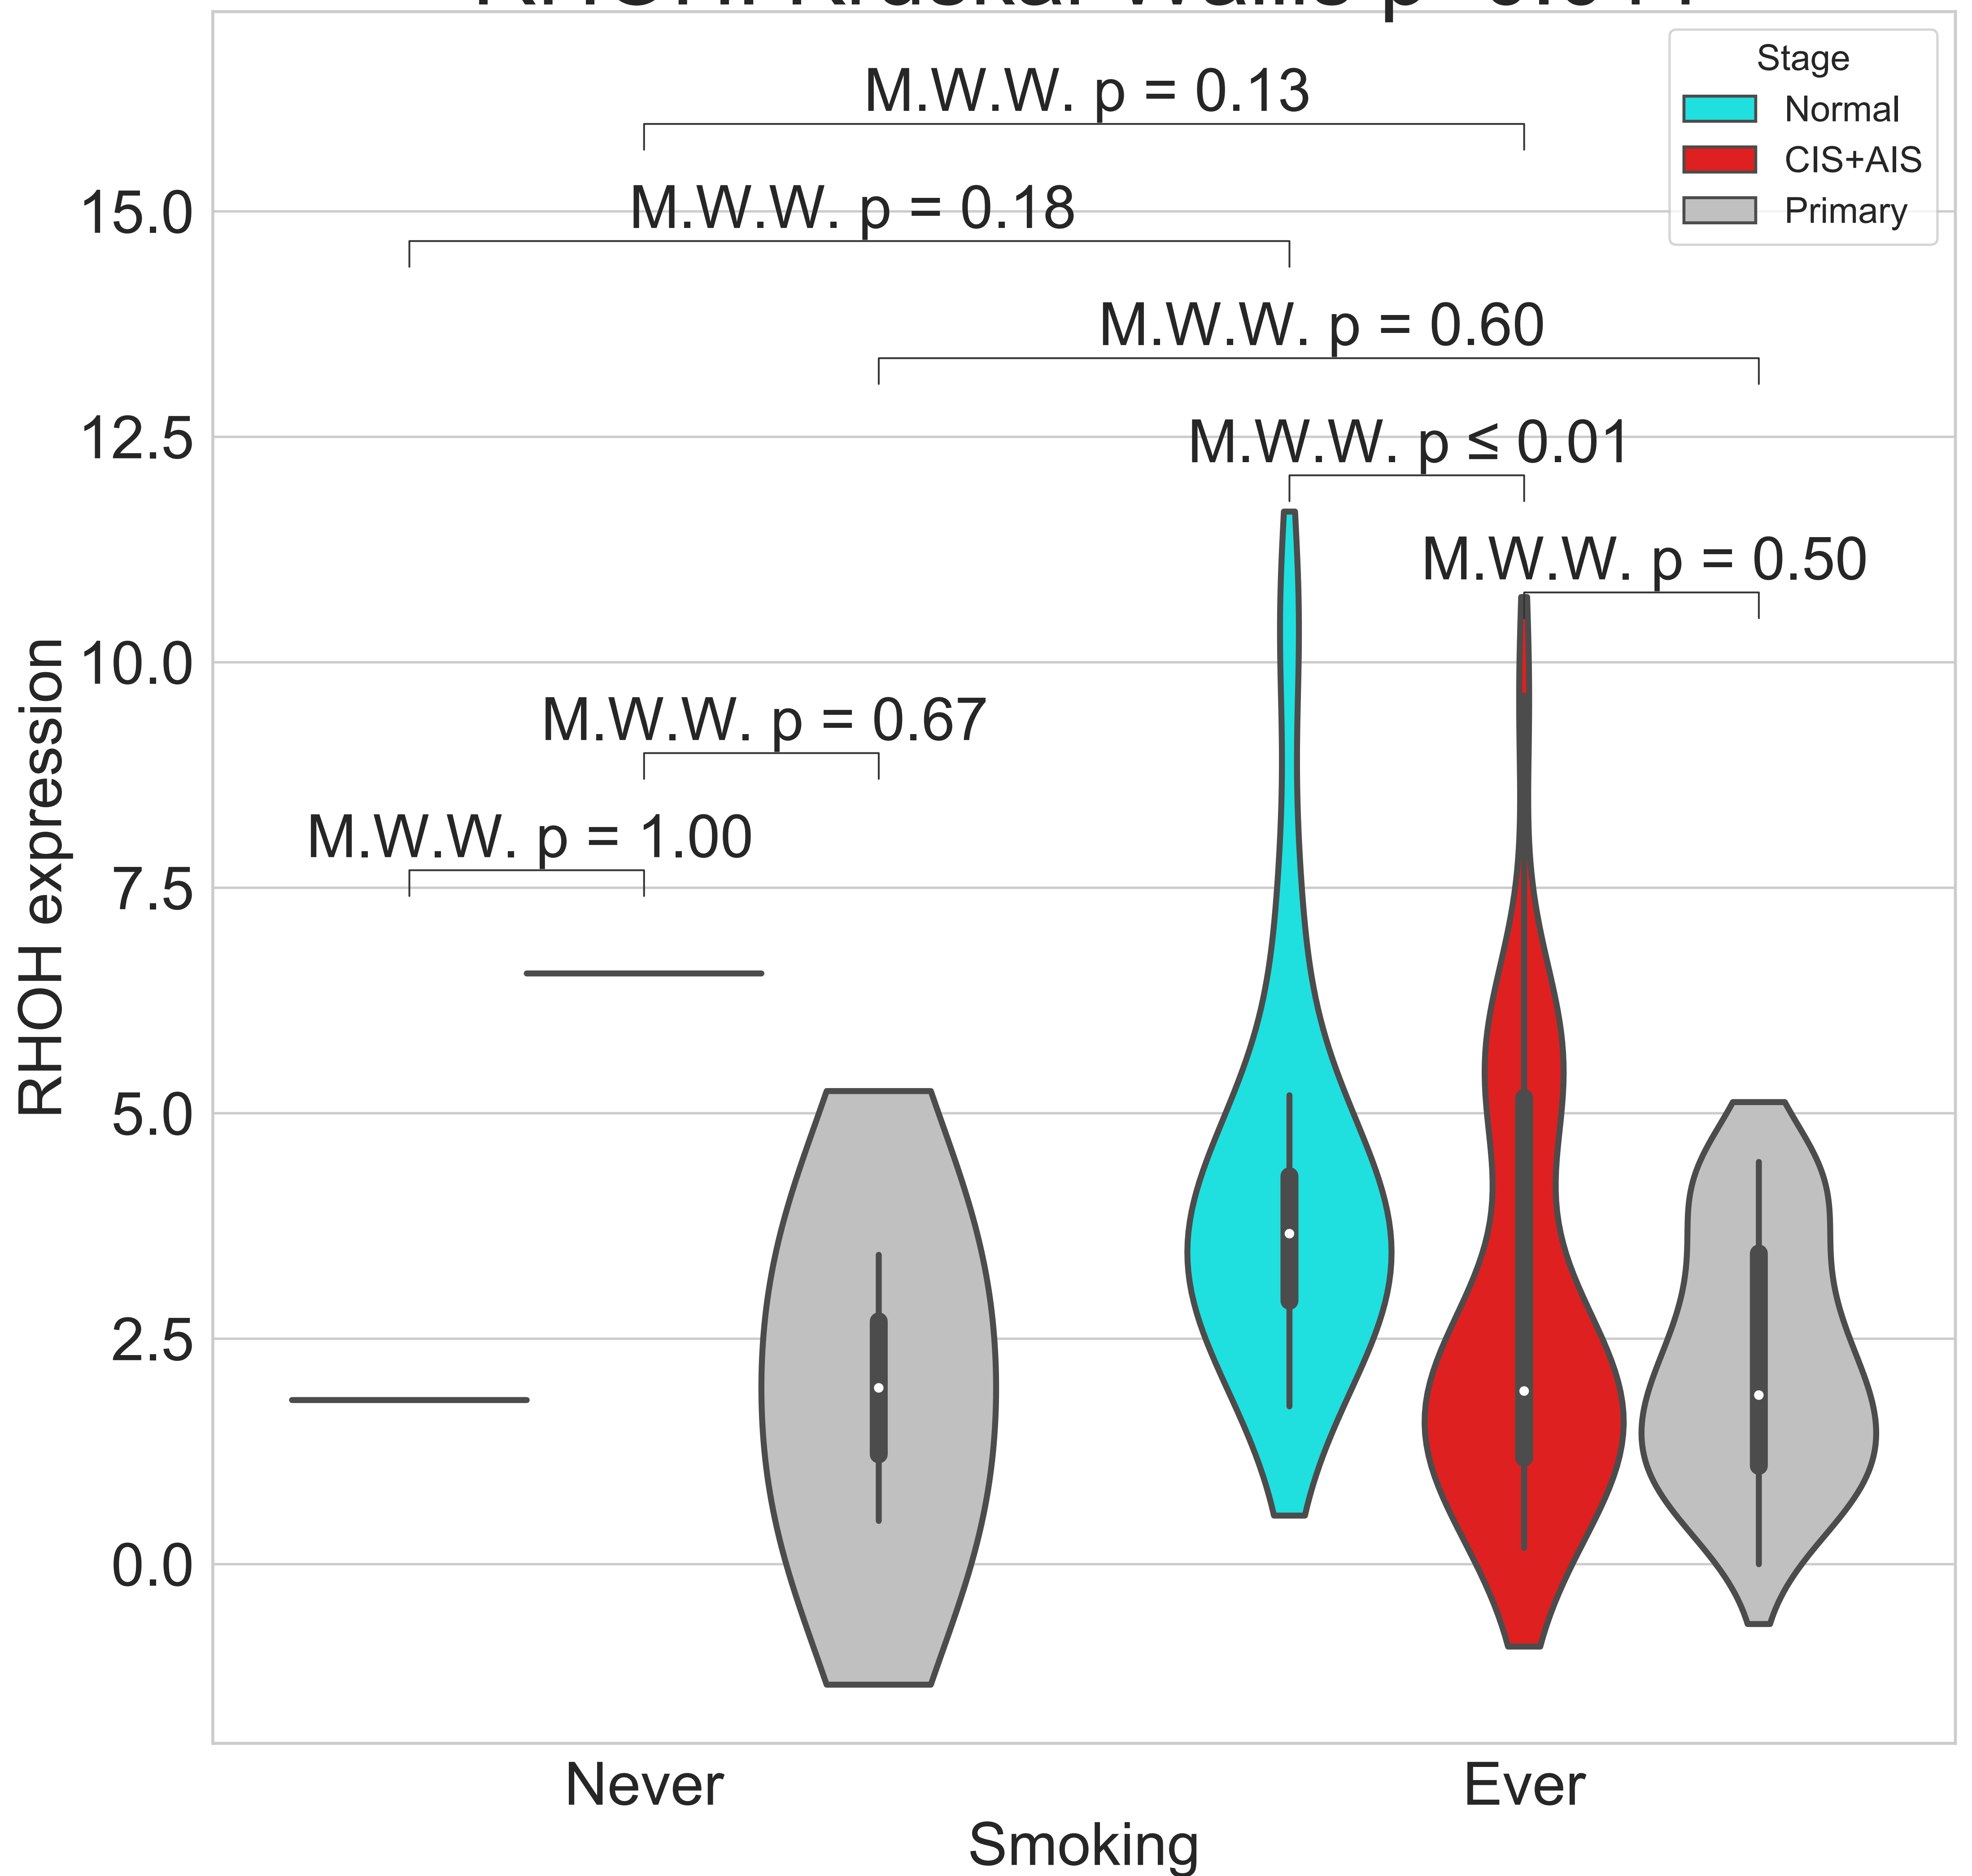 Stage
Normal
CIS+AIS
Primary
M.W.W. p = 0.13
M.W.W. p = 0.18
M.W.W. p = 0.60
M.W.W. p ≤ 0.01
M.W.W. p = 0.50
M.W.W. p = 0.67
M.W.W. p = 1.00
15.0
12.5
10.0
7.5
5.0
2.5
0.0
RHOH expression
Never
Ever
Smoking